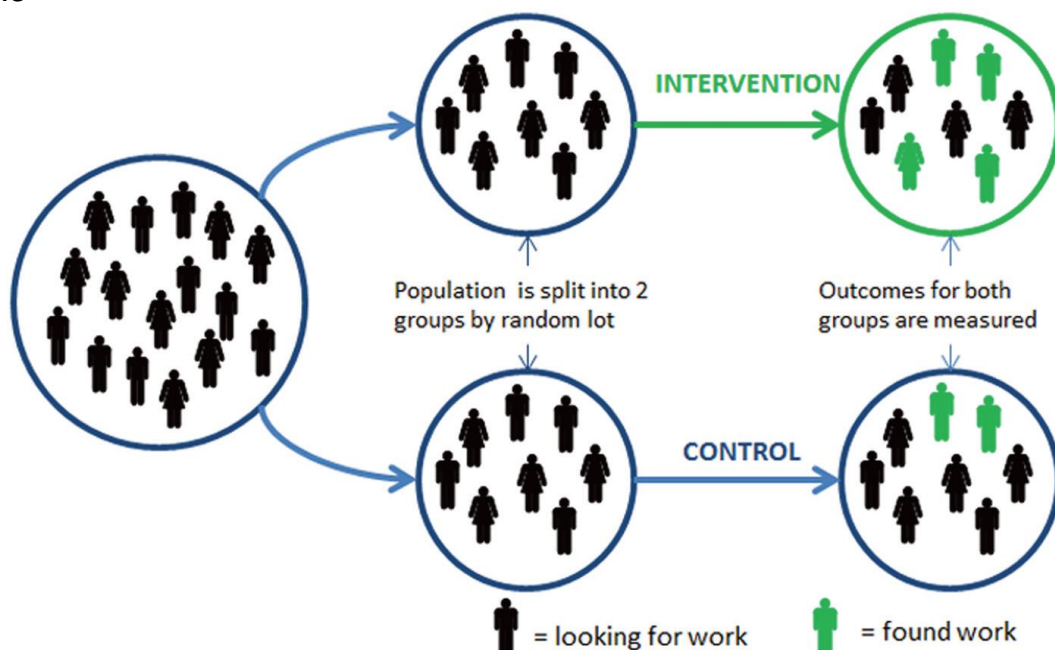 INTERVENTION
Population is split into 2
groups by random lot
Outcomes for both
groups are measured
CONTROL
= looking for work
= found work